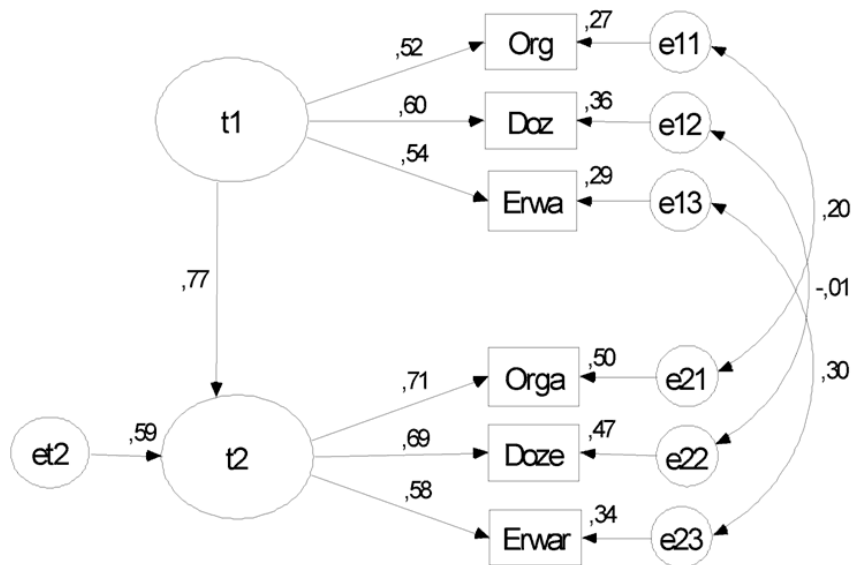 ,27
Org
e11
,52
t1
,60
Doz
,36
e12
,54
,29
Erwa
e13
,20
,77
-,01
,30
,50
Orga
e21
,71
et2
,59
t2
,69
Doze
,47
e22
,58
,34
Erwar
e23